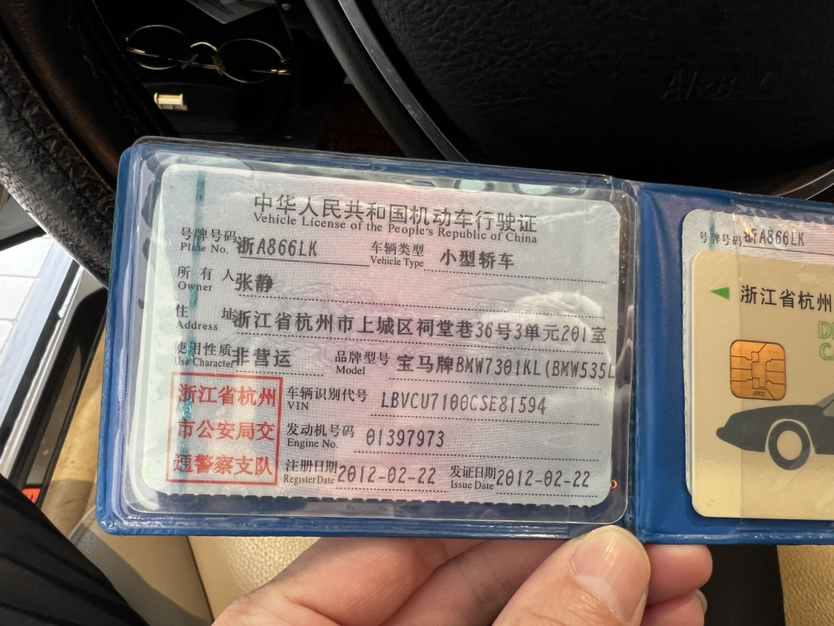 AIRBAG
中华人民共和国机动车行驶证
Vehicle License of the People's Republic of China
号牌号码 浙A866LK 车辆类型 小型轿车
Plate No. Vehicle Type
所有人 张静
Owner
住址 浙江省杭州市上城区祠堂巷36号3单元201室
Address
使用性质 非营运 品牌型号 宝马牌BMW7301KL(BMW535L
Use Character Model
浙江省杭州
市公安局交
通警察支队
车辆识别代号 LBVCU7100CSE81594
VIN
发动机号码 01397973
Engine No.
注册日期 2012-02-22 发证日期 2012-02-22
Register Date Issue Date
号牌号码 浙A866LK
浙江省杭州